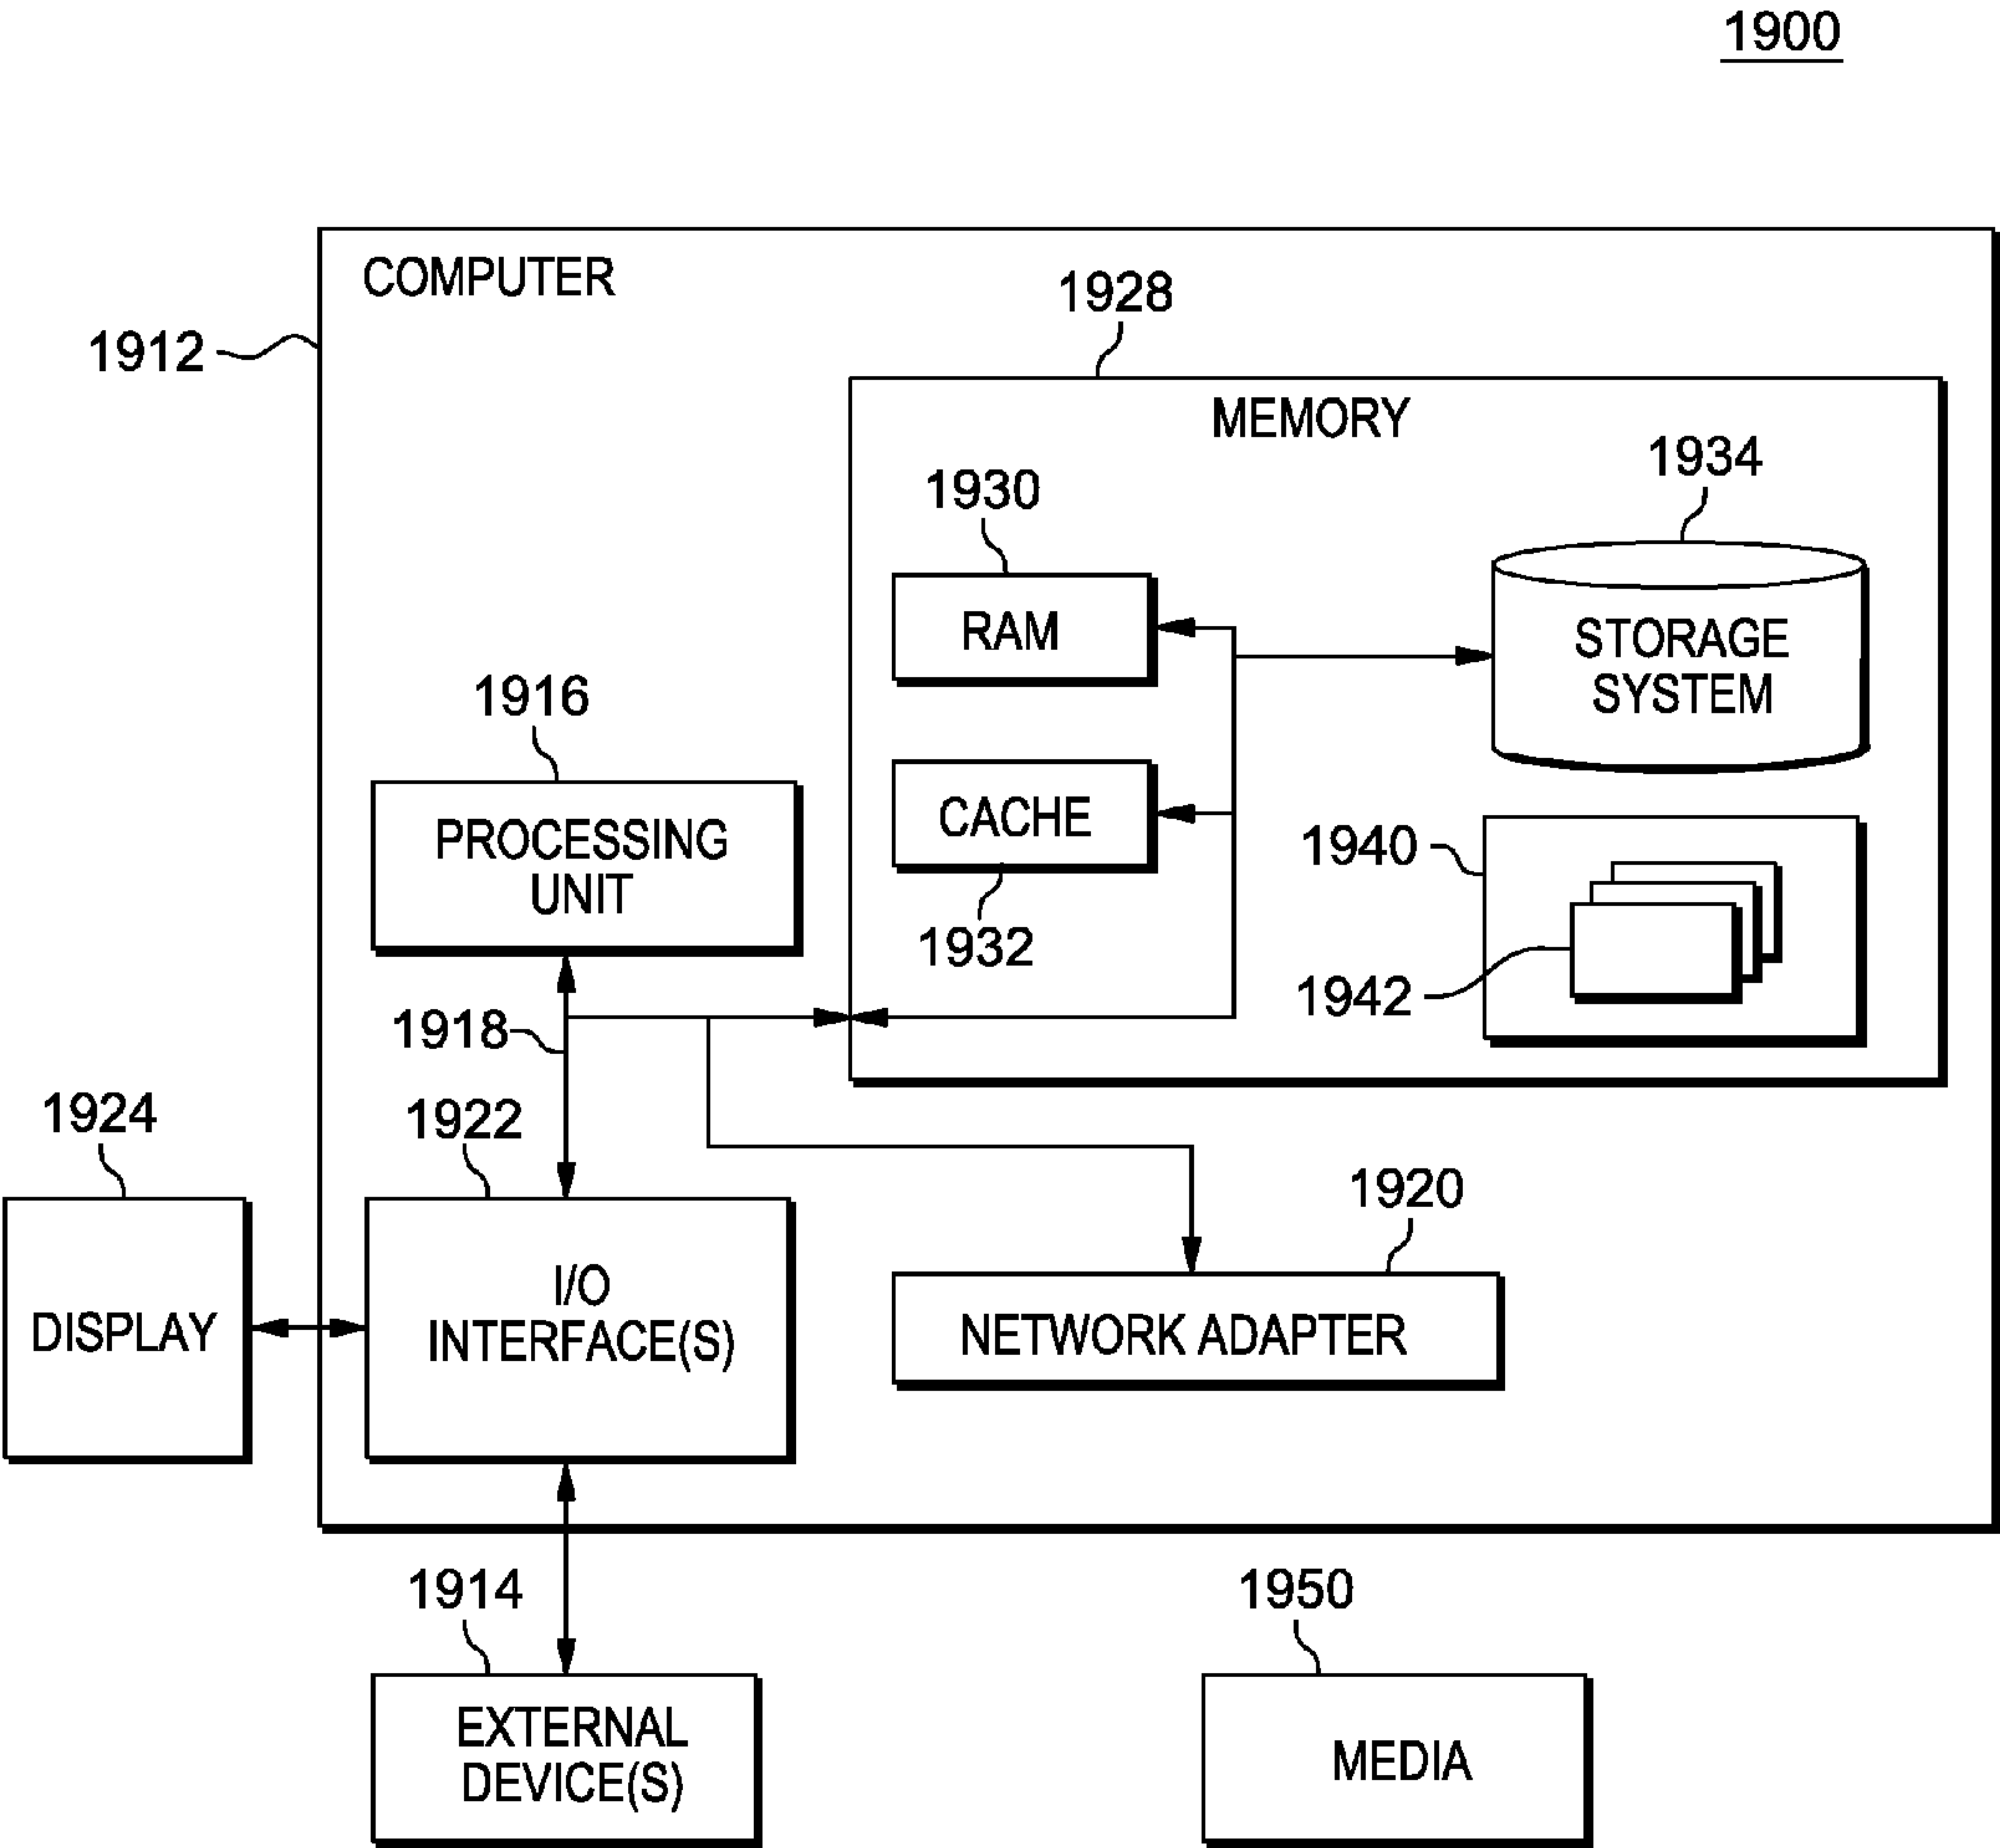 1900
COMPUTER
1912
1928
MEMORY
1934
1930
RAM
STORAGE
SYSTEM
1916
PROCESSING
UNIT
CACHE
1932
1940
1942
1918
1924
1922
1920
DISPLAY
I/O
INTERFACE(S)
NETWORK ADAPTER
1914
1950
EXTERNAL
DEVICE(S)
MEDIA